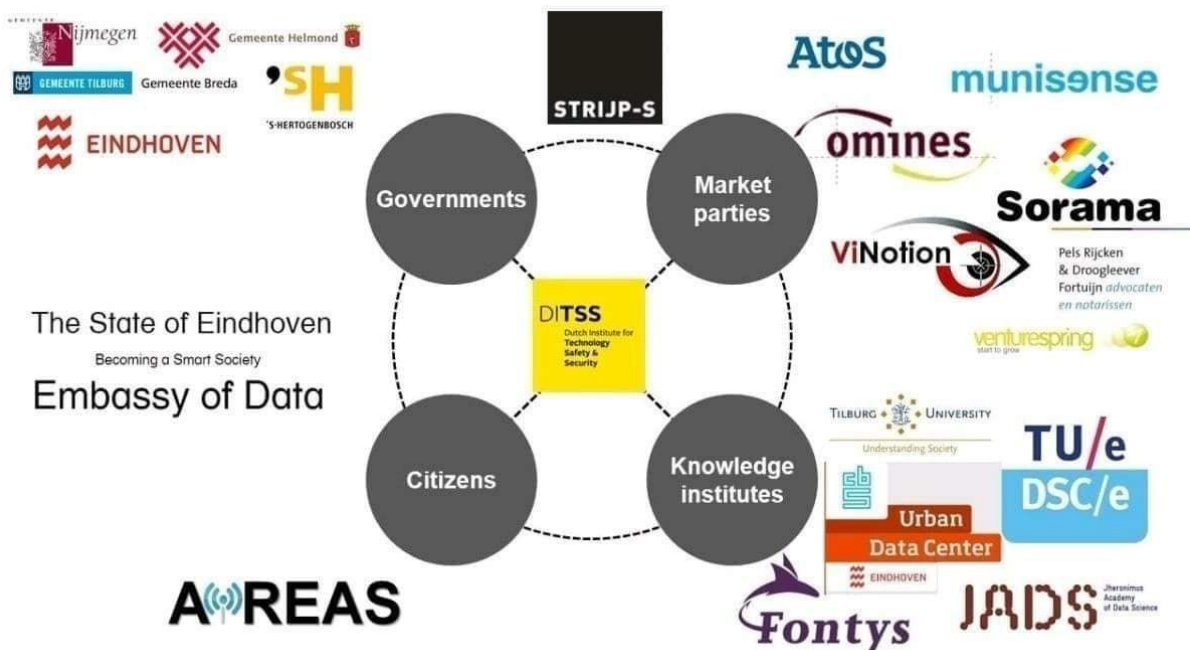 GEMEENTE
Nijmegen
Gemeente Helmond
GEMEENTE TILBURG
Gemeente Breda
'SH
'S-HERTOGENBOSCH
EINDHOVEN
STRIJP-S
Atos
munisense
omines
Sorama
ViNotion
Pels Rijcken
& Droogleever
Fortuijn advocaten
en notarissen
venturespring
start to grow
Governments
Market
parties
DITSS
Dutch Institute for
Technology
Safety &
Security
The State of Eindhoven
Becoming a Smart Society
Embassy of Data
Citizens
Knowledge
institutes
TILBURG UNIVERSITY
Understanding Society
TU/e
DSC/e
cbs
Urban
Data Center
EINDHOVEN
AiREAS
Fontys
JADS
Jheronimus
Academy
of Data Science